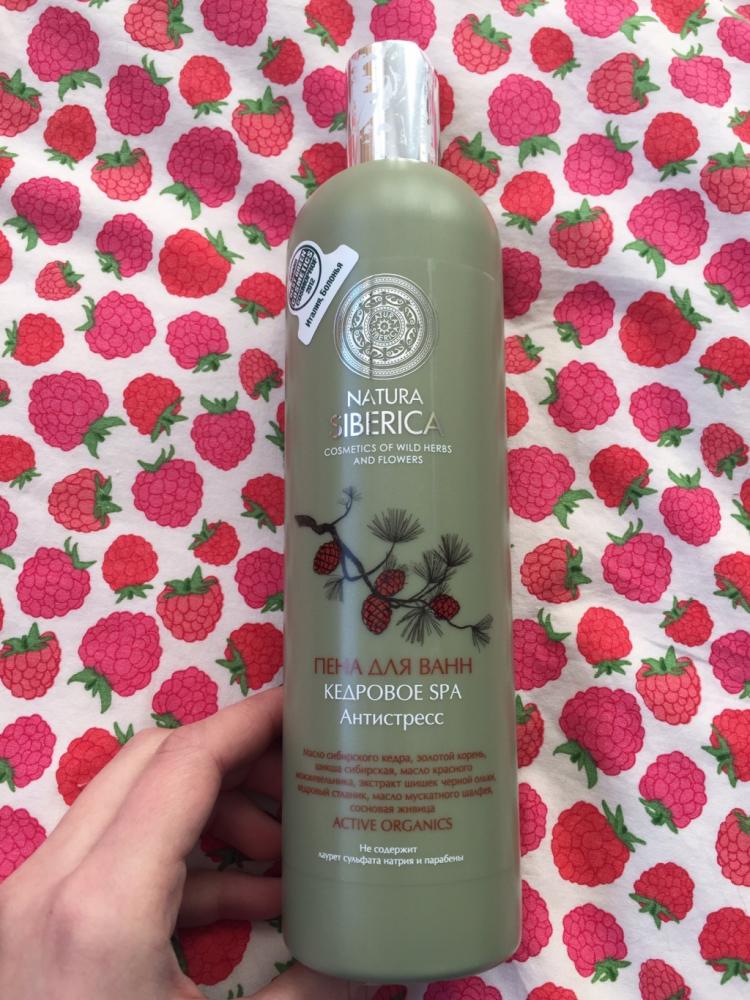 Италия, Болонья
NATURA
SIBERICA
NATURA
SIBERICA
COSMETICS OF WILD HERBS
AND FLOWERS
ПЕНА ДЛЯ ВАНН
КЕДРОВОЕ SPA
Антистресс
Масло сибирского кедра, золотой корень,
шикша сибирская, масло красного
можжевельника, экстракт шишек черной ольхи,
кедровый стланик, масло мускатного шалфея,
сосновая живица
ACTIVE ORGANICS
Не содержит
лаурет сульфата натрия и парабены